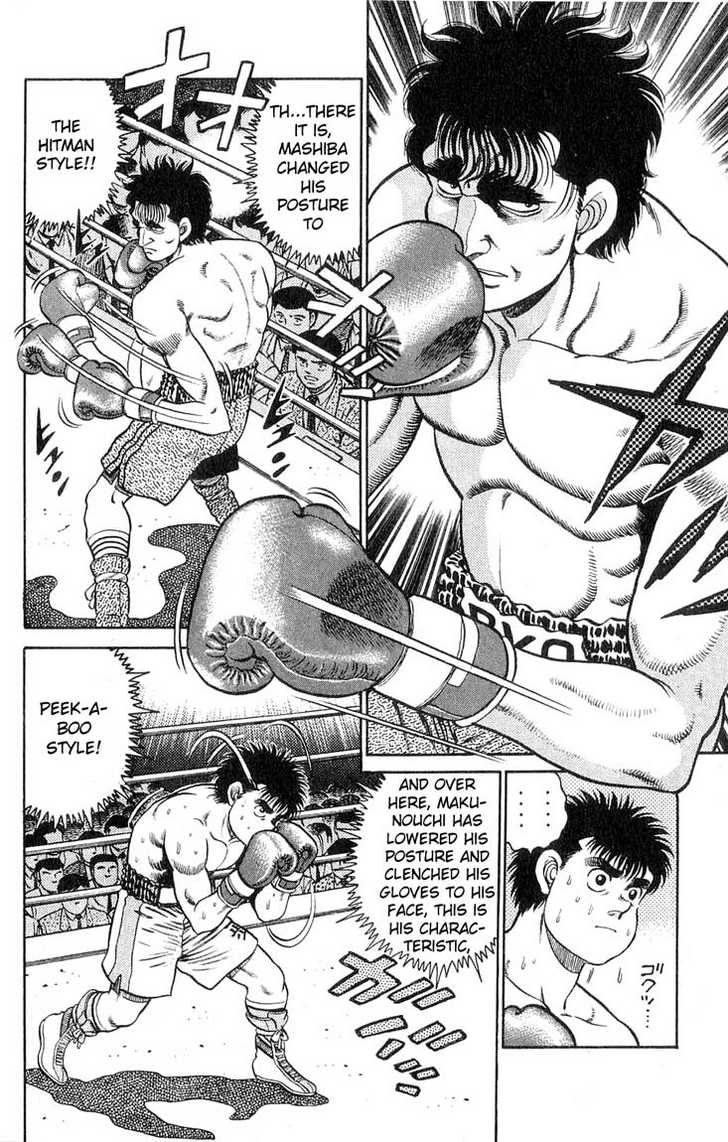 オオ
TH...THERE
IT IS,
MASHIBA
CHANGED
HIS
POSTURE
TO
THE
HITMAN
STYLE!!
ゴクッ……
AND OVER
HERE, MAKU-
NOUCHI HAS
LOWERED HIS
POSTURE AND
CLENCHED HIS
GLOVES TO HIS
FACE, THIS IS
HIS CHARAC-
TERISTIC,
PEEK-A-
BOO
STYLE!